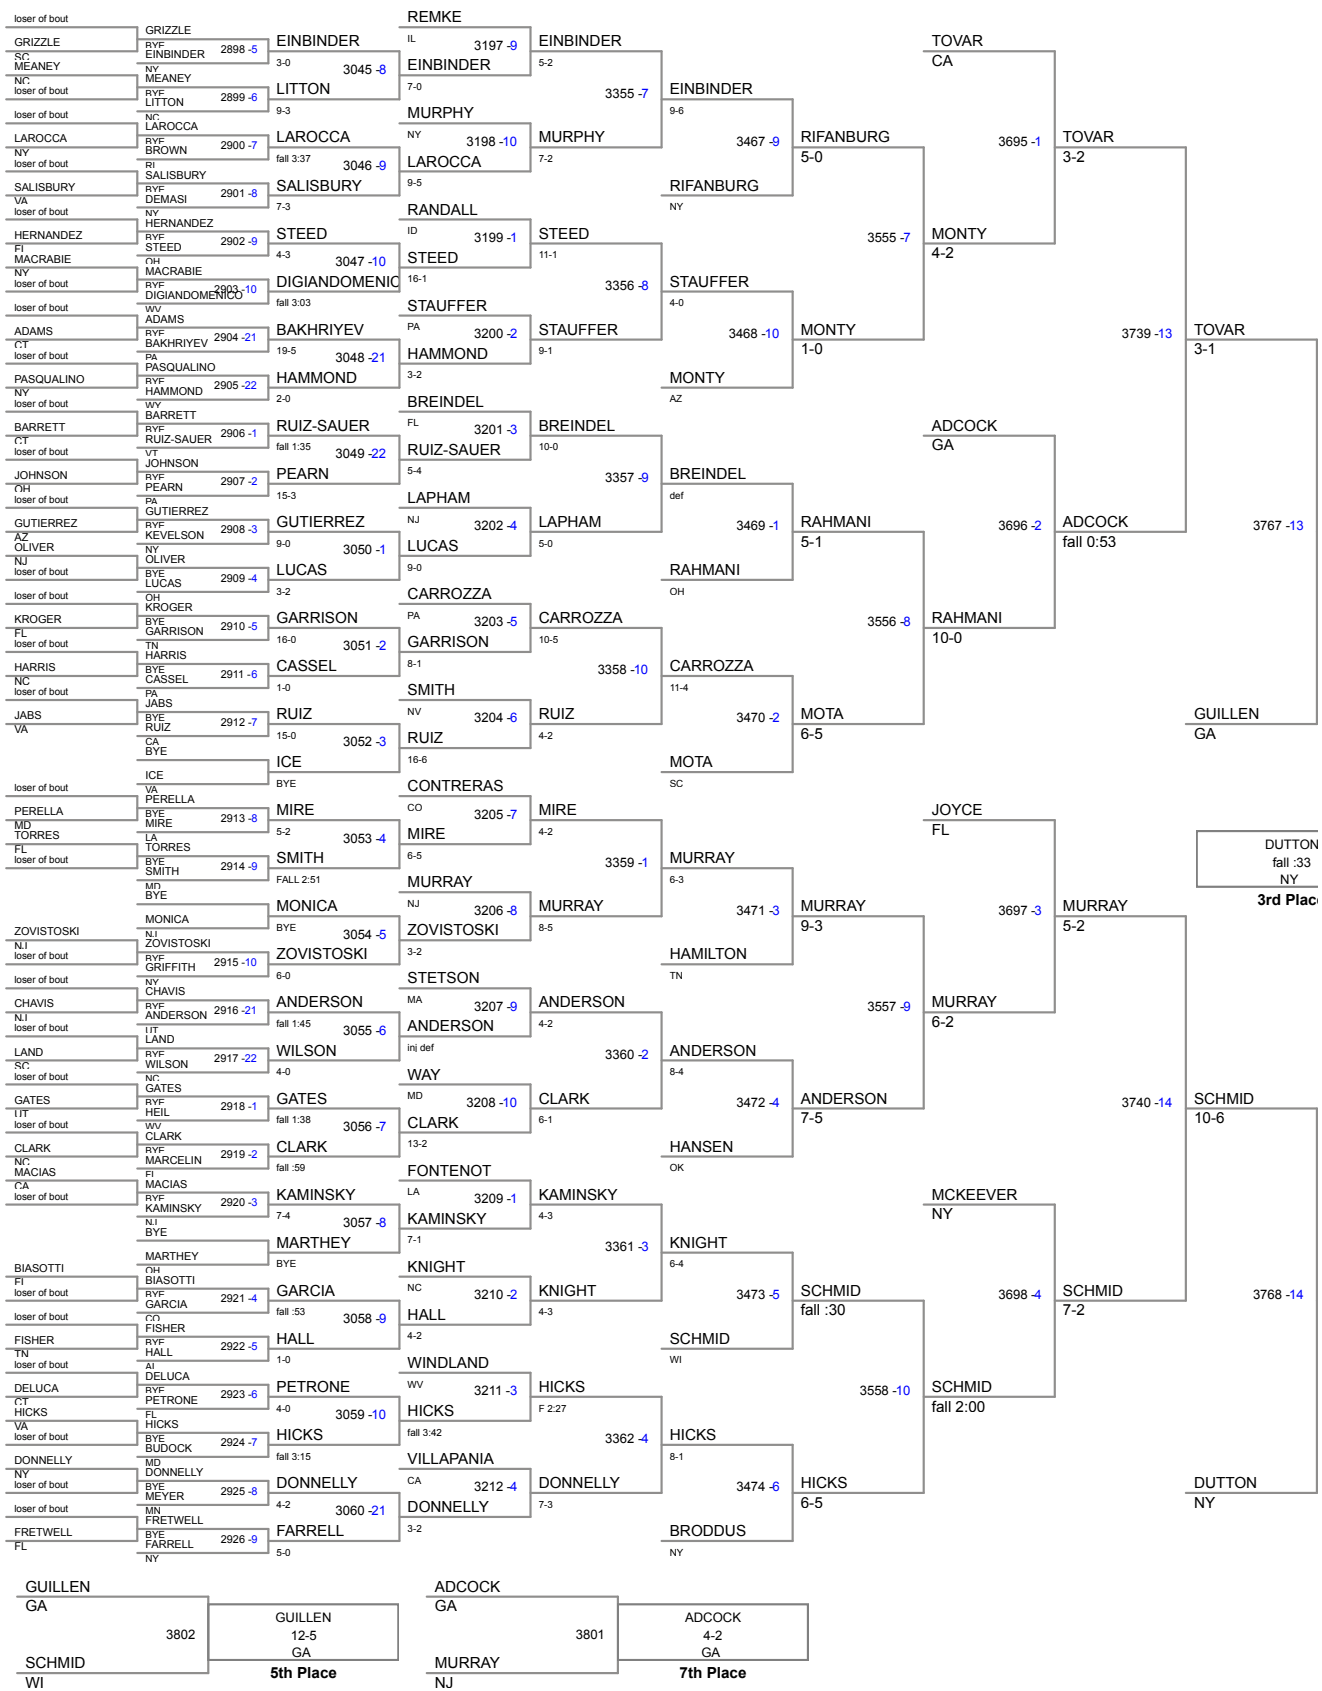 loser of bout
GRIZZLE
SC
MEANEY
NC
loser of bout
loser of bout
LAROCCA
NY
loser of bout
SALISBURY
VA
loser of bout
HERNANDEZ
FL
MACRABIE
NY
loser of bout
loser of bout
ADAMS
CT
loser of bout
PASQUALINO
NY
loser of bout
BARRETT
CT
loser of bout
JOHNSON
OH
loser of bout
GUTIERREZ
AZ
OLIVER
NJ
loser of bout
loser of bout
KROGER
FL
loser of bout
HARRIS
NC
loser of bout
JABS
VA
loser of bout
PERELLA
MD
TORRES
FL
loser of bout
ZOVISTOSKI
NJ
loser of bout
loser of bout
CHAVIS
NJ
loser of bout
LAND
SC
loser of bout
GATES
UT
loser of bout
CLARK
NC
MACIAS
CA
loser of bout
BIASOTTI
FL
loser of bout
loser of bout
FISHER
TN
loser of bout
DELUCA
CT
HICKS
VA
loser of bout
DONNELLY
NY
loser of bout
loser of bout
FRETWELL
FL
GRIZZLE
BYE
EINBINDER 2898 -5
NY
MEANEY
BYE
LITTON 2899 -6
NC
LAROCCA
BYE
BROWN 2900 -7
RI
SALISBURY
BYE
DEMASI 2901 -8
NY
HERNANDEZ
BYE
STEED 2902 -9
OH
MACRABIE
BYE
DIGIANDOMENICO 2903 -10
WV
ADAMS
BYE
BAKHRIYEV 2904 -21
PA
PASQUALINO
BYE
HAMMOND 2905 -22
WY
BARRETT
BYE
RUIZ-SAUER 2906 -1
VT
JOHNSON
BYE
PEARN 2907 -2
PA
GUTIERREZ
BYE
KEVELSON 2908 -3
NY
OLIVER
BYE
LUCAS 2909 -4
OH
KROGER
BYE
GARRISON 2910 -5
TN
HARRIS
BYE
CASSEL 2911 -6
PA
JABS
BYE
RUIZ 2912 -7
CA
BYE
ICE
VA
PERELLA
BYE
MIRE 2913 -8
LA
TORRES
BYE
SMITH 2914 -9
MD
BYE
MONICA
NJ
ZOVISTOSKI
BYE
GRIFFITH 2915 -10
NY
CHAVIS
BYE
ANDERSON 2916 -21
UT
LAND
BYE
WILSON 2917 -22
NC
GATES
BYE
HEIL 2918 -1
WV
CLARK
BYE
MARCELIN 2919 -2
FL
MACIAS
BYE
KAMINSKY 2920 -3
NJ
BYE
MARTHEY
OH
BIASOTTI
BYE
GARCIA 2921 -4
CO
FISHER
BYE
HALL 2922 -5
AL
DELUCA
BYE
PETRONE 2923 -6
FL
HICKS
BYE
BUDOCK 2924 -7
MD
DONNELLY
BYE
MEYER 2925 -8
MN
FRETWELL
BYE
FARRELL 2926 -9
NY
EINBINDER
3-0
3045 -8
LITTON
9-3
LAROCCA
fall 3:37
3046 -9
SALISBURY
7-3
STEED
4-3
3047 -10
DIGIANDOMENIC
fall 3:03
BAKHRIYEV
19-5
3048 -21
HAMMOND
2-0
RUIZ-SAUER
fall 1:35
3049 -22
PEARN
15-3
GUTIERREZ
9-0
3050 -1
LUCAS
3-2
GARRISON
16-0
3051 -2
CASSEL
1-0
RUIZ
15-0
3052 -3
ICE
BYE
MIRE
5-2
3053 -4
SMITH
FALL 2:51
MONICA
BYE
3054 -5
ZOVISTOSKI
6-0
ANDERSON
fall 1:45
3055 -6
WILSON
4-0
GATES
fall 1:38
3056 -7
CLARK
fall :59
KAMINSKY
7-4
3057 -8
MARTHEY
BYE
GARCIA
fall :53
3058 -9
HALL
1-0
PETRONE
4-0
3059 -10
HICKS
fall 3:15
DONNELLY
4-2
3060 -21
FARRELL
5-0
REMKE
IL
3197 -9
EINBINDER
7-0
MURPHY
NY
3198 -10
LAROCCA
9-5
RANDALL
ID
3199 -1
STEED
16-1
STAUFFER
PA
3200 -2
HAMMOND
3-2
BREINDEL
FL
3201 -3
RUIZ-SAUER
5-4
LAPHAM
NJ
3202 -4
LUCAS
9-0
CARROZZA
PA
3203 -5
GARRISON
8-1
SMITH
NV
3204 -6
RUIZ
16-6
CONTRERAS
CO
3205 -7
MIRE
6-5
MURRAY
NJ
3206 -8
ZOVISTOSKI
3-2
STETSON
MA
3207 -9
ANDERSON
inj def
WAY
MD
3208 -10
CLARK
13-2
FONTENOT
LA
3209 -1
KAMINSKY
7-1
KNIGHT
NC
3210 -2
HALL
4-2
WINDLAND
WV
3211 -3
HICKS
fall 3:42
VILLAPANIA
CA
3212 -4
DONNELLY
3-2
EINBINDER
5-2
3355 -7
MURPHY
7-2
STEED
11-1
3356 -8
STAUFFER
9-1
BREINDEL
10-0
3357 -9
LAPHAM
5-0
CARROZZA
10-5
3358 -10
RUIZ
4-2
MIRE
4-2
3359 -1
MURRAY
8-5
ANDERSON
4-2
3360 -2
CLARK
6-1
KAMINSKY
4-3
3361 -3
KNIGHT
4-3
HICKS
F 2:27
3362 -4
DONNELLY
7-3
EINBINDER
9-6
3467 -9
RIFANBURG
NY
STAUFFER
4-0
3468 -10
MONTY
AZ
BREINDEL
def
3469 -1
RAHMANI
OH
CARROZZA
11-4
3470 -2
MOTA
SC
MURRAY
6-3
3471 -3
HAMILTON
TN
ANDERSON
8-4
3472 -4
HANSEN
OK
KNIGHT
6-4
3473 -5
SCHMID
WI
HICKS
8-1
3474 -6
BRODDUS
NY
RIFANBURG
5-0
3555 -7
MONTY
1-0
RAHMANI
5-1
3556 -8
MOTA
6-5
MURRAY
9-3
3557 -9
ANDERSON
7-5
SCHMID
fall :30
3558 -10
HICKS
6-5
TOVAR
CA
3695 -1
MONTY
4-2
ADCOCK
GA
3696 -2
RAHMANI
10-0
JOYCE
FL
3697 -3
MURRAY
6-2
MCKEEVER
NY
3698 -4
SCHMID
fall 2:00
TOVAR
3-2
3739 -13
ADCOCK
fall 0:53
MURRAY
5-2
3740 -14
SCHMID
7-2
TOVAR
3-1
3767 -13
GUILLEN
GA
SCHMID
10-6
3768 -14
DUTTON
NY
DUTTON
fall :33
NY
3rd Place
GUILLEN
GA
3802
SCHMID
WI
GUILLEN
12-5
GA
5th Place
ADCOCK
GA
3801
MURRAY
NJ
ADCOCK
4-2
GA
7th Place